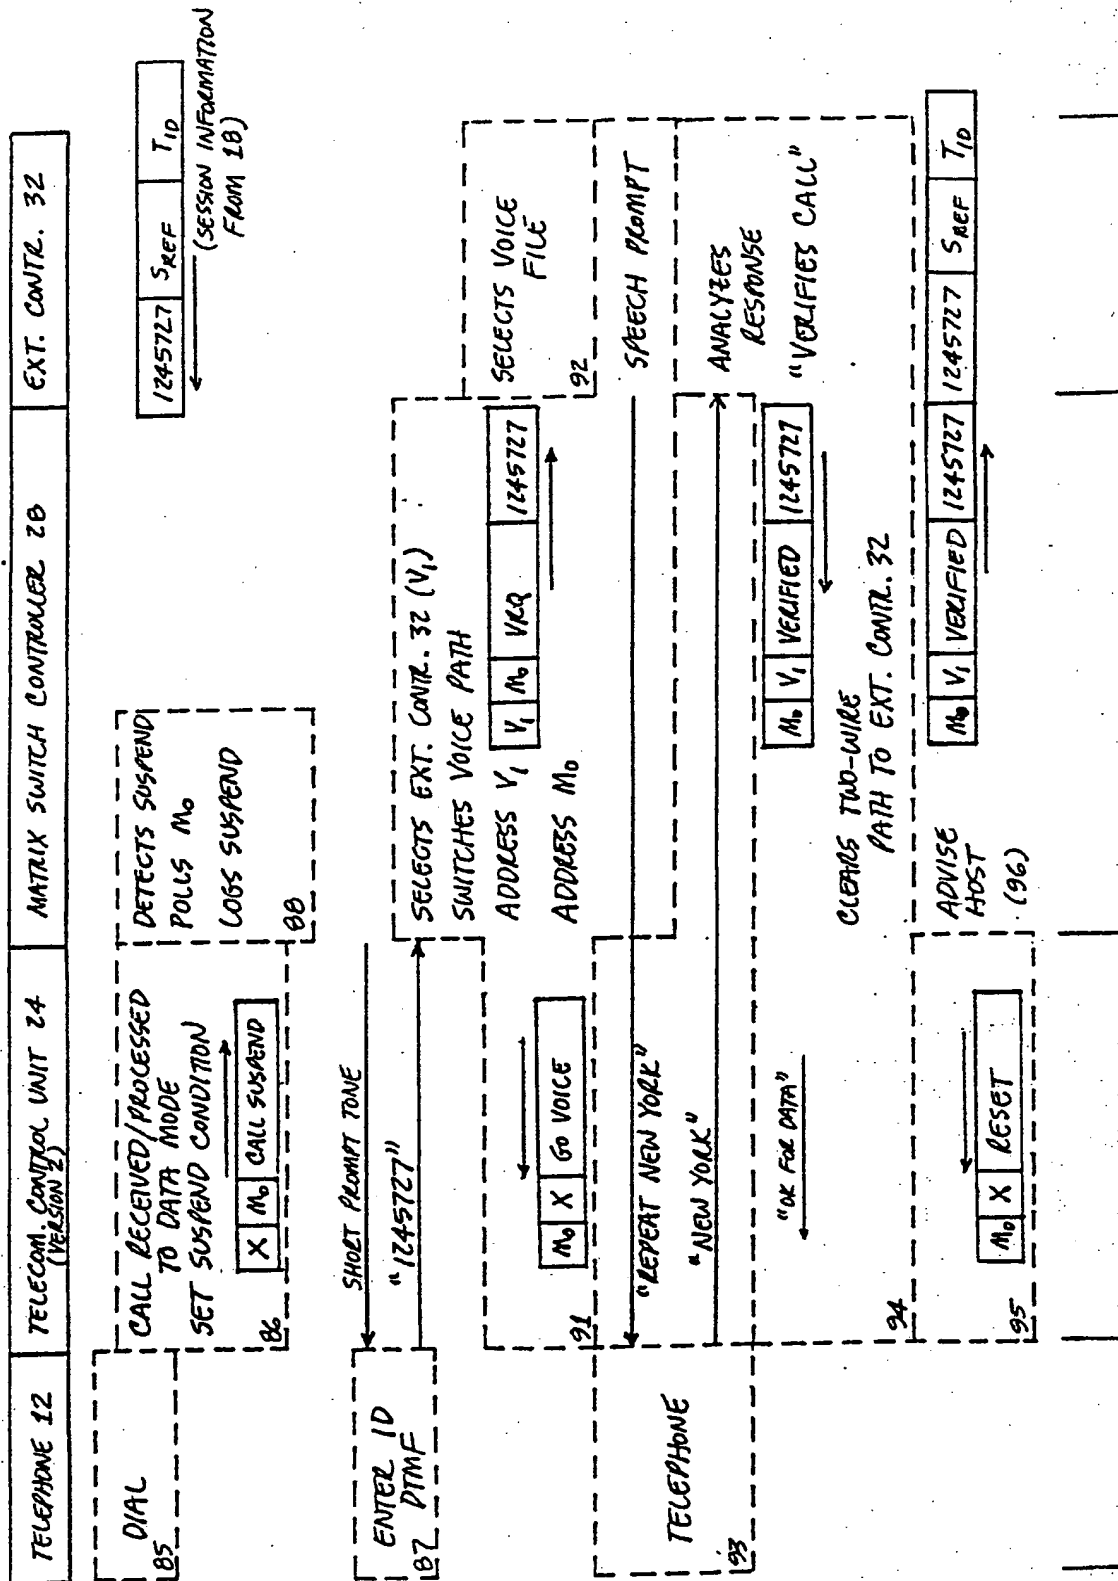 TELEPHONE 12
TELECOM. CONTROL UNIT 24
(VERSION 2)
MATRIX SWITCH CONTROLLER 28
EXT. CONTR. 32
DIAL
85
CALL RECEIVED/PROCESSED
TO DATA MODE
SET SUSPEND CONDITION
X M₀ CALL SUSPEND
86
DETECTS SUSPEND
POLLS M₀
LOGS SUSPEND
88
1245727 SREF TID
(SESSION INFORMATION
FROM 18)
ENTER ID
DTMF
87
SHORT PROMPT TONE
"1245727"
SELECTS EXT. CONTR. 32 (V₁)
SWITCHES VOICE PATH
ADDRESS V₁
V₁ M₀ VRQ 1245727
ADDRESS M₀
M₀ X GO VOICE
91
SELECTS VOICE
FILE
92
SPEECH PROMPT
"REPEAT NEW YORK"
TELEPHONE
93
"NEW YORK"
ANALYZES
RESPONSE
"VERIFIES CALL"
M₀ V₁ VERIFIED 1245727
"OK FOR DATA"
CLEARS TWO-WIRE
PATH TO EXT. CONTR. 32
94
ADVISE
HOST
(96)
M₀ V₁ VERIFIED 1245727 1245727 SREF TID
M₀ X RESET
95